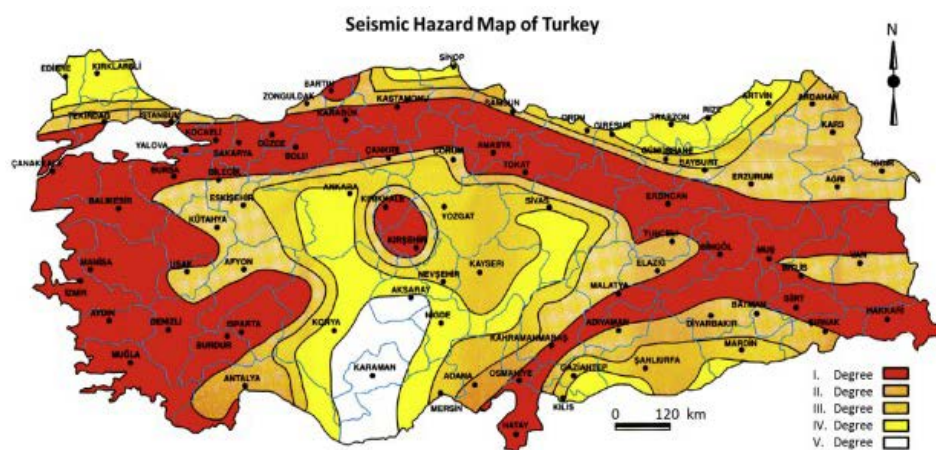 Seismic Hazard Map of Turkey
N
SİNOP
EDİRNE
KIRKLARELİ
BARTIN
ZONGULDAK
KASTAMONU
ARTVİN
ARDAHAN
TEKİRDAĞ
İSTANBUL
KARABÜK
SAMSUN
ORDU
GİRESUN
TRABZON
RİZE
KARS
KOCAELİ
YALOVA
SAKARYA
DÜZCE
BOLU
ÇANKIRI
ÇORUM
AMASYA
TOKAT
GÜMÜŞHANE
BAYBURT
ÇANAKKALE
BURSA
BİLECİK
ERZURUM
IĞDIR
AĞRI
BALIKESİR
ESKİŞEHİR
ANKARA
KIRIKKALE
YOZGAT
SİVAS
ERZİNCAN
KÜTAHYA
KIRŞEHİR
TUNCELİ
BİNGÖL
MUŞ
MANİSA
UŞAK
AFYON
NEVŞEHİR
KAYSERİ
ELAZIĞ
BİTLİS
VAN
İZMİR
AKSARAY
MALATYA
SİİRT
AYDIN
DENİZLİ
ISPARTA
BURDUR
KONYA
NİĞDE
KAHRAMANMARAŞ
ADIYAMAN
DİYARBAKIR
BATMAN
ŞIRNAK
HAKKARİ
MUĞLA
ANTALYA
KARAMAN
ADANA
OSMANİYE
GAZİANTEP
ŞANLIURFA
MARDİN
MERSİN
KİLİS
HATAY
0 120 km
I. Degree
II. Degree
III. Degree
IV. Degree
V. Degree